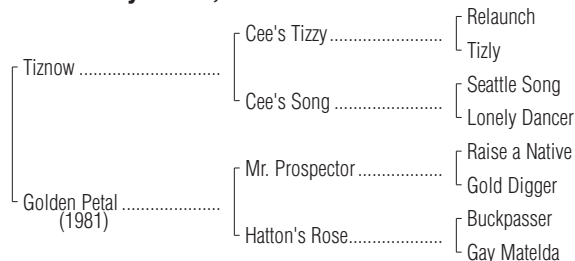 Relaunch
Cee's Tizzy
Tizly
Tiznow
Seattle Song
Cee's Song
Lonely Dancer
Raise a Native
Mr. Prospector
Gold Digger
Golden Petal
(1981)
Buckpasser
Hatton's Rose
Gay Matelda